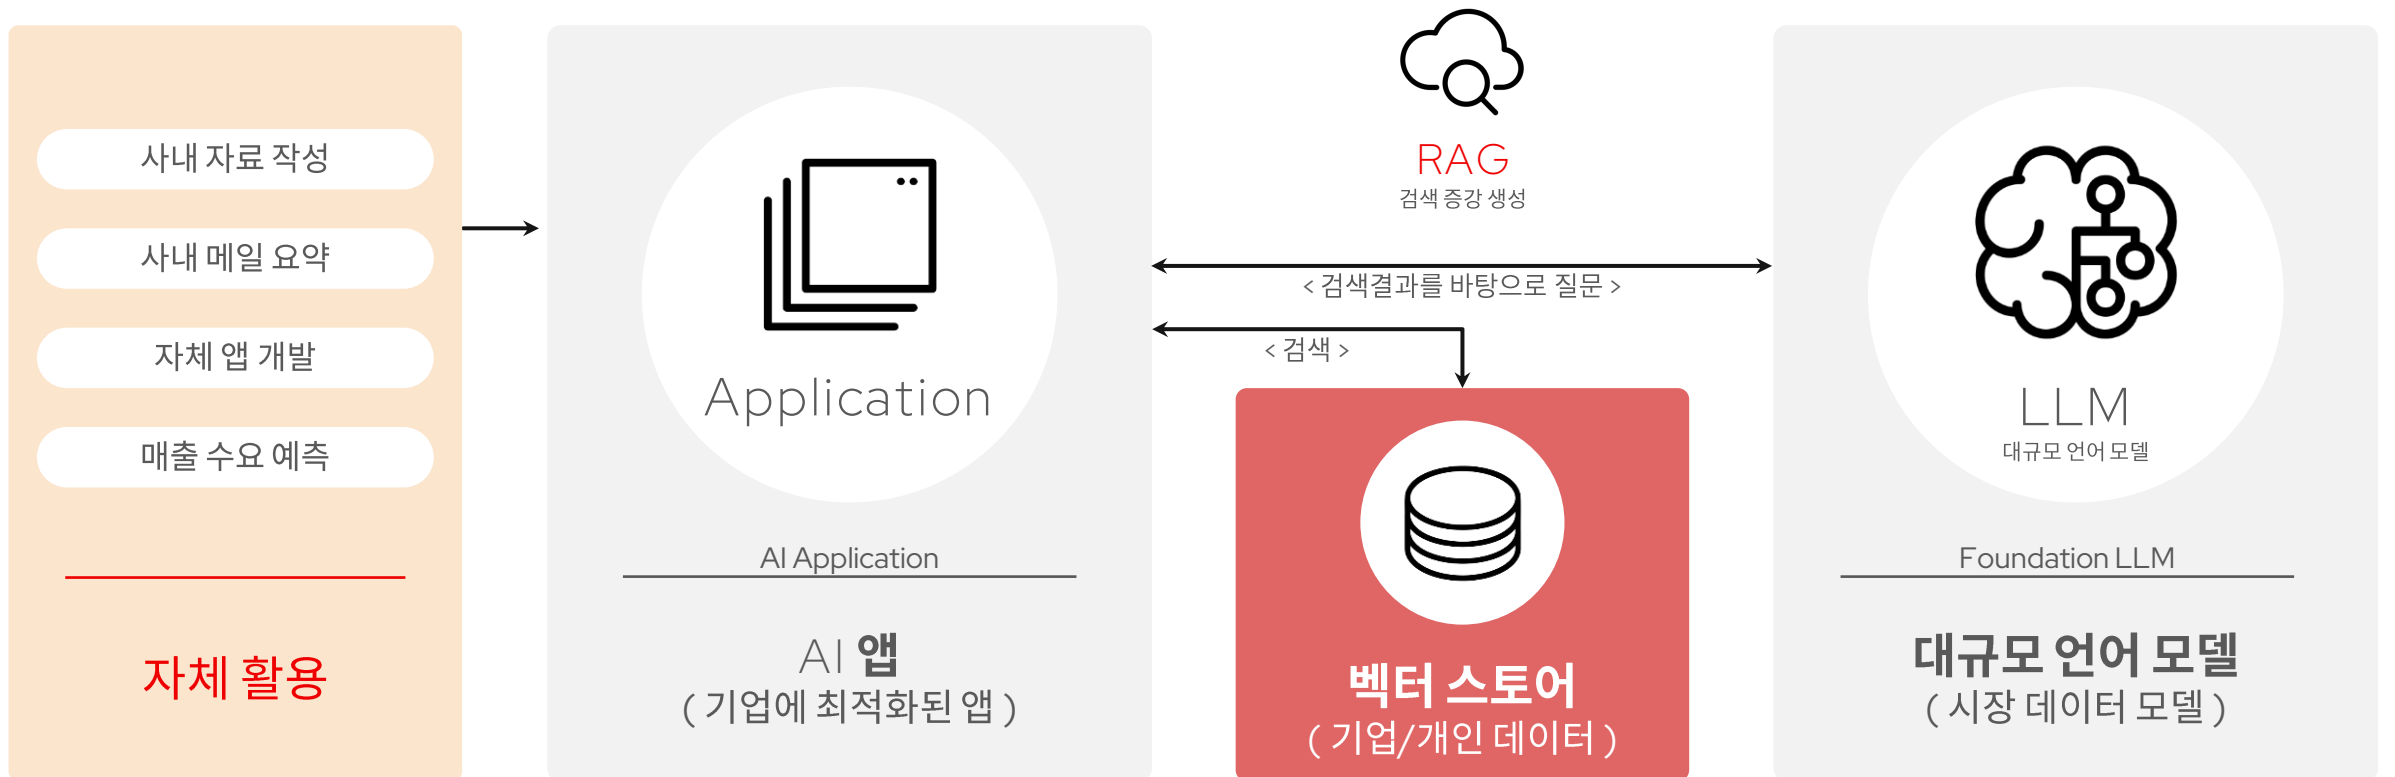 사내 자료 작성
사내 메일 요약
자체 앱 개발
매출 수요 예측
자체 활용
Application
AI Application
AI 앱
( 기업에 최적화된 앱 )
RAG
검색 증강 생성
< 검색결과를 바탕으로 질문 >
< 검색 >
벡터 스토어
( 기업/개인 데이터 )
LLM
대규모 언어 모델
Foundation LLM
대규모 언어 모델
( 시장 데이터 모델 )